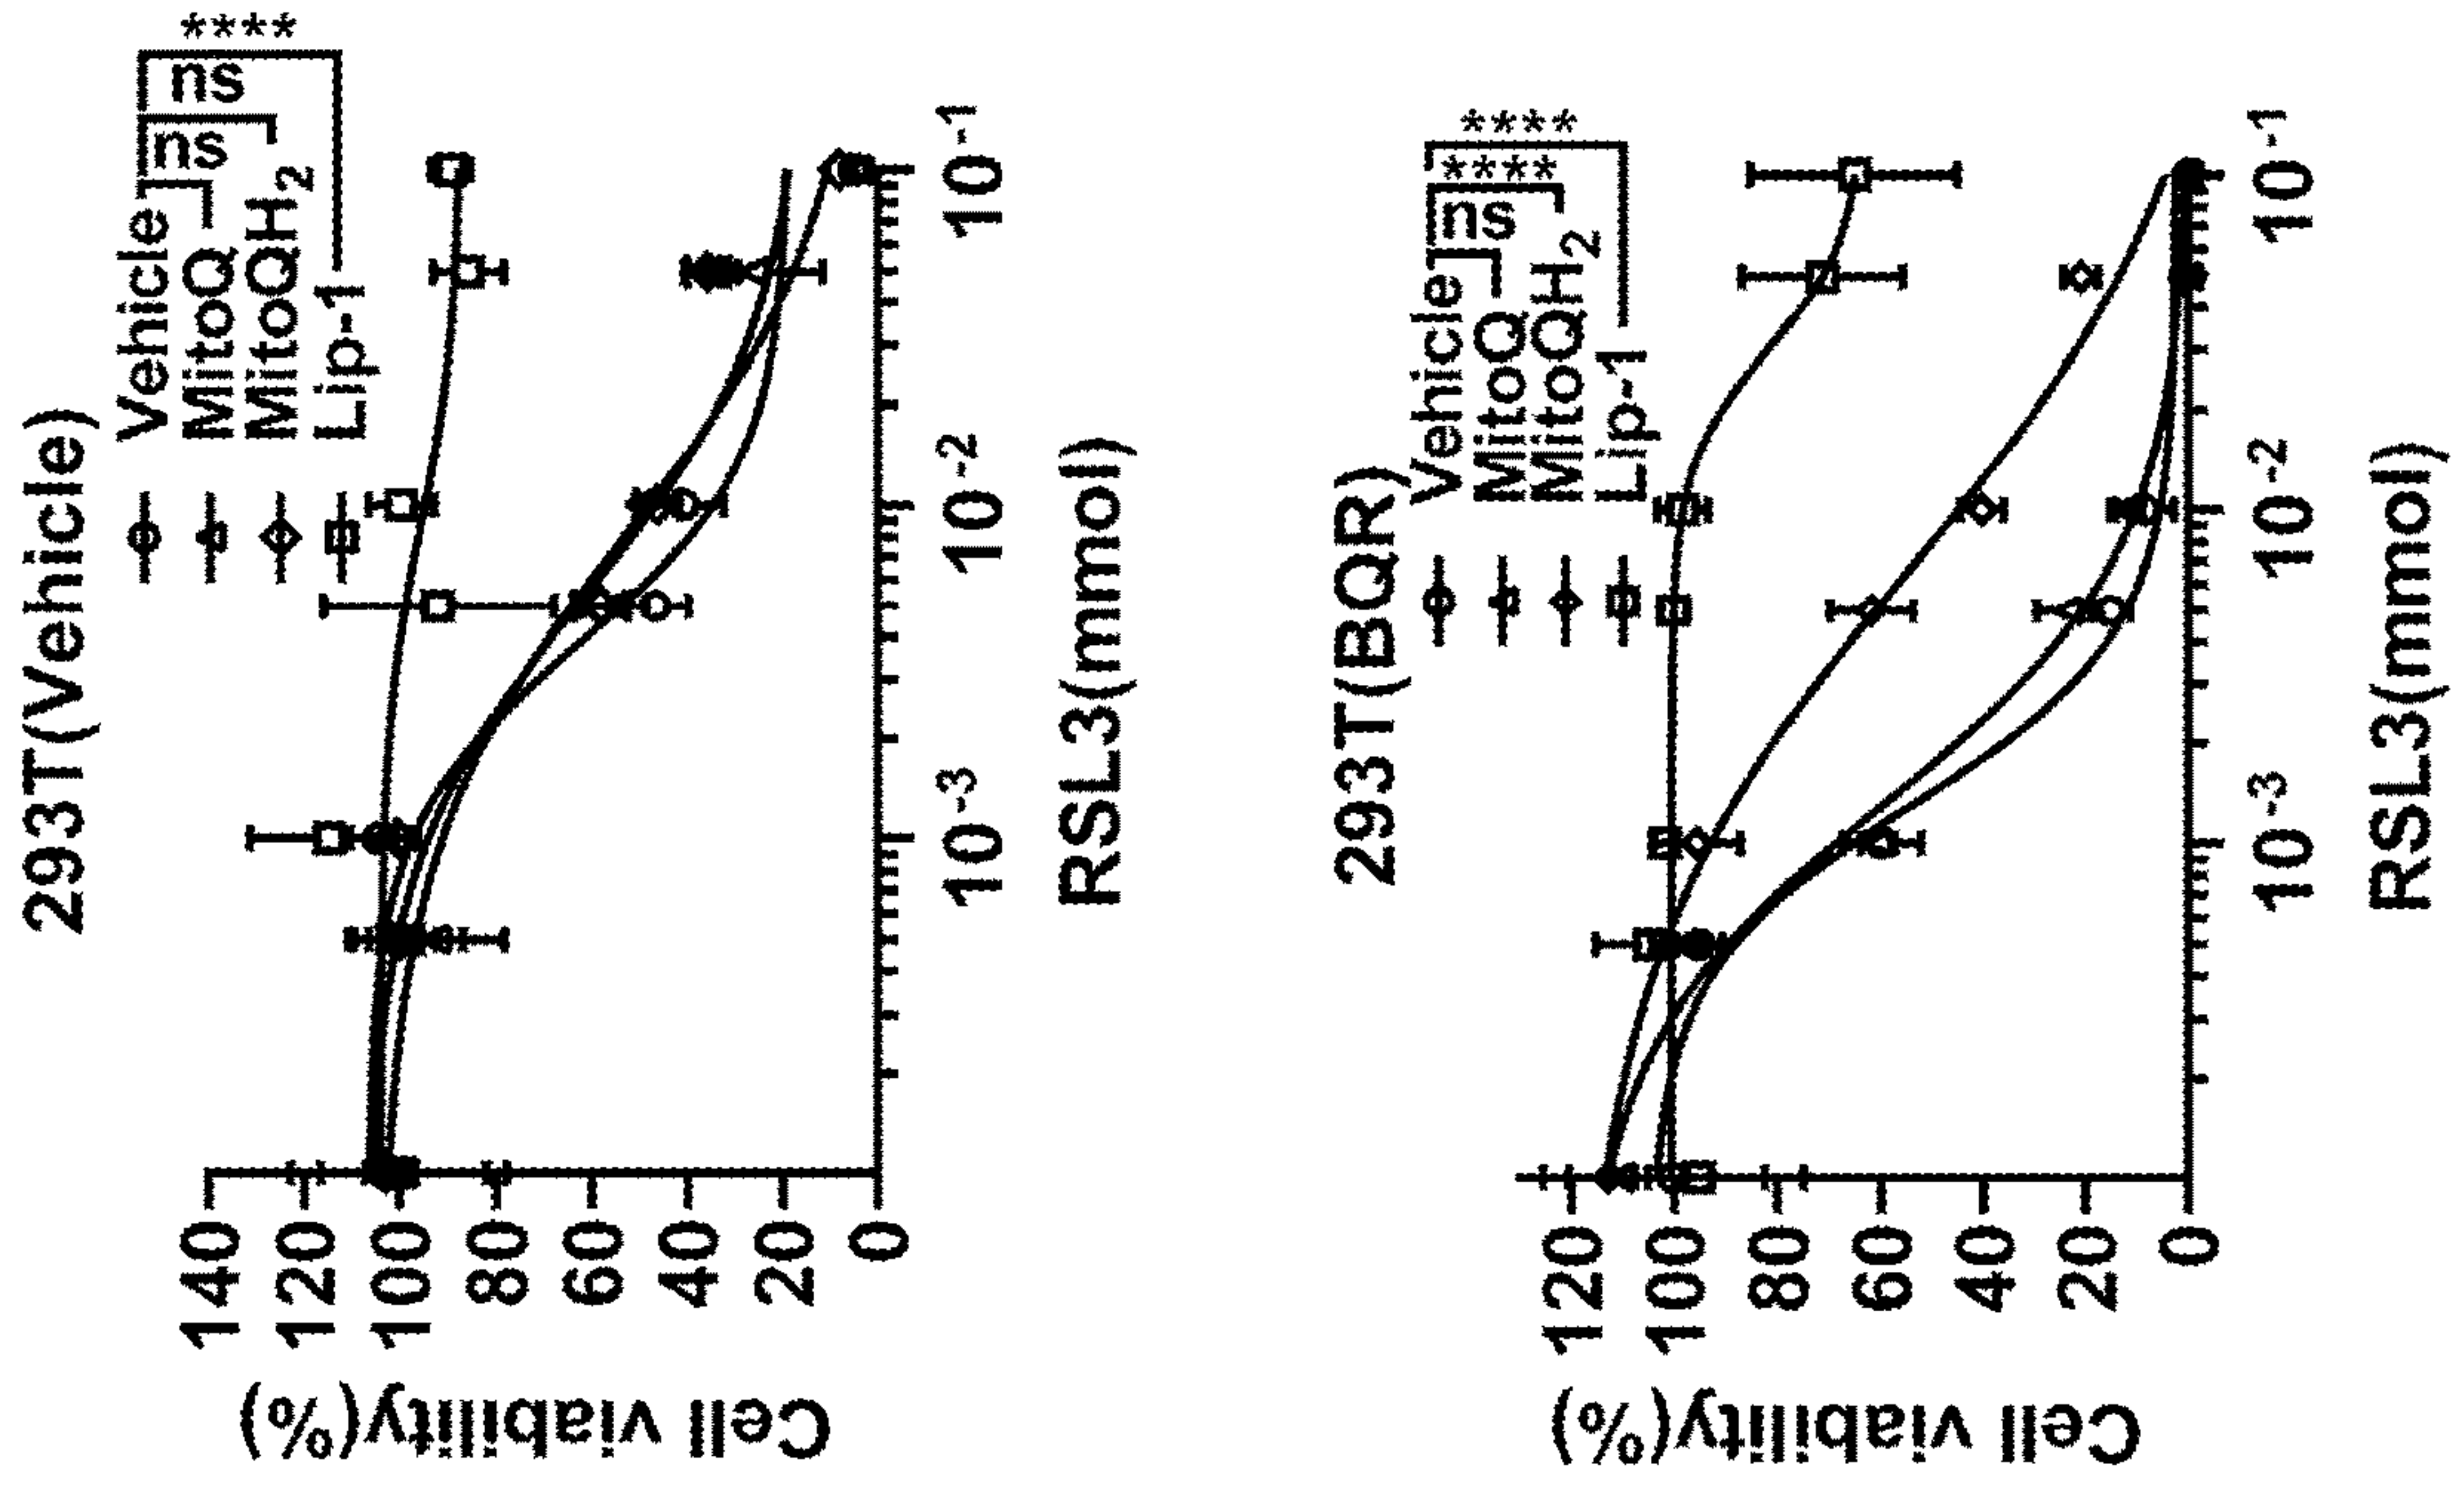 293T(Vehicle)
Vehicle
MitoQ
MitoQH2
Lip-1
ns
ns
****
Cell viability(%)
140
120
100
80
60
40
20
0
10-3
10-2
10-1
RSL3(mmol)
293T(BQR)
Vehicle
MitoQ
MitoQH2
Lip-1
ns
****
****
Cell viability(%)
120
100
80
60
40
20
0
10-3
10-2
10-1
RSL3(mmol)